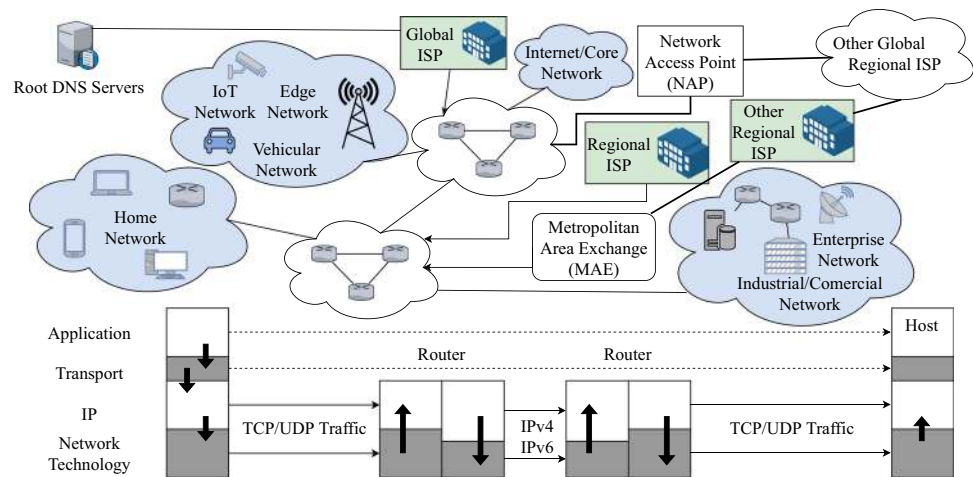 Root DNS Servers
Global
ISP
Internet/Core
Network
Network
Access Point
(NAP)
Other Global
Regional ISP
IoT
Network
Edge
Network
Vehicular
Network
Regional
ISP
Other
Regional
ISP
Home
Network
Metropolitan
Area Exchange
(MAE)
Enterprise
Network
Industrial/Comercial
Network
Application
Host
Transport
Router
Router
IP
TCP/UDP Traffic
IPv4
IPv6
TCP/UDP Traffic
Network
Technology